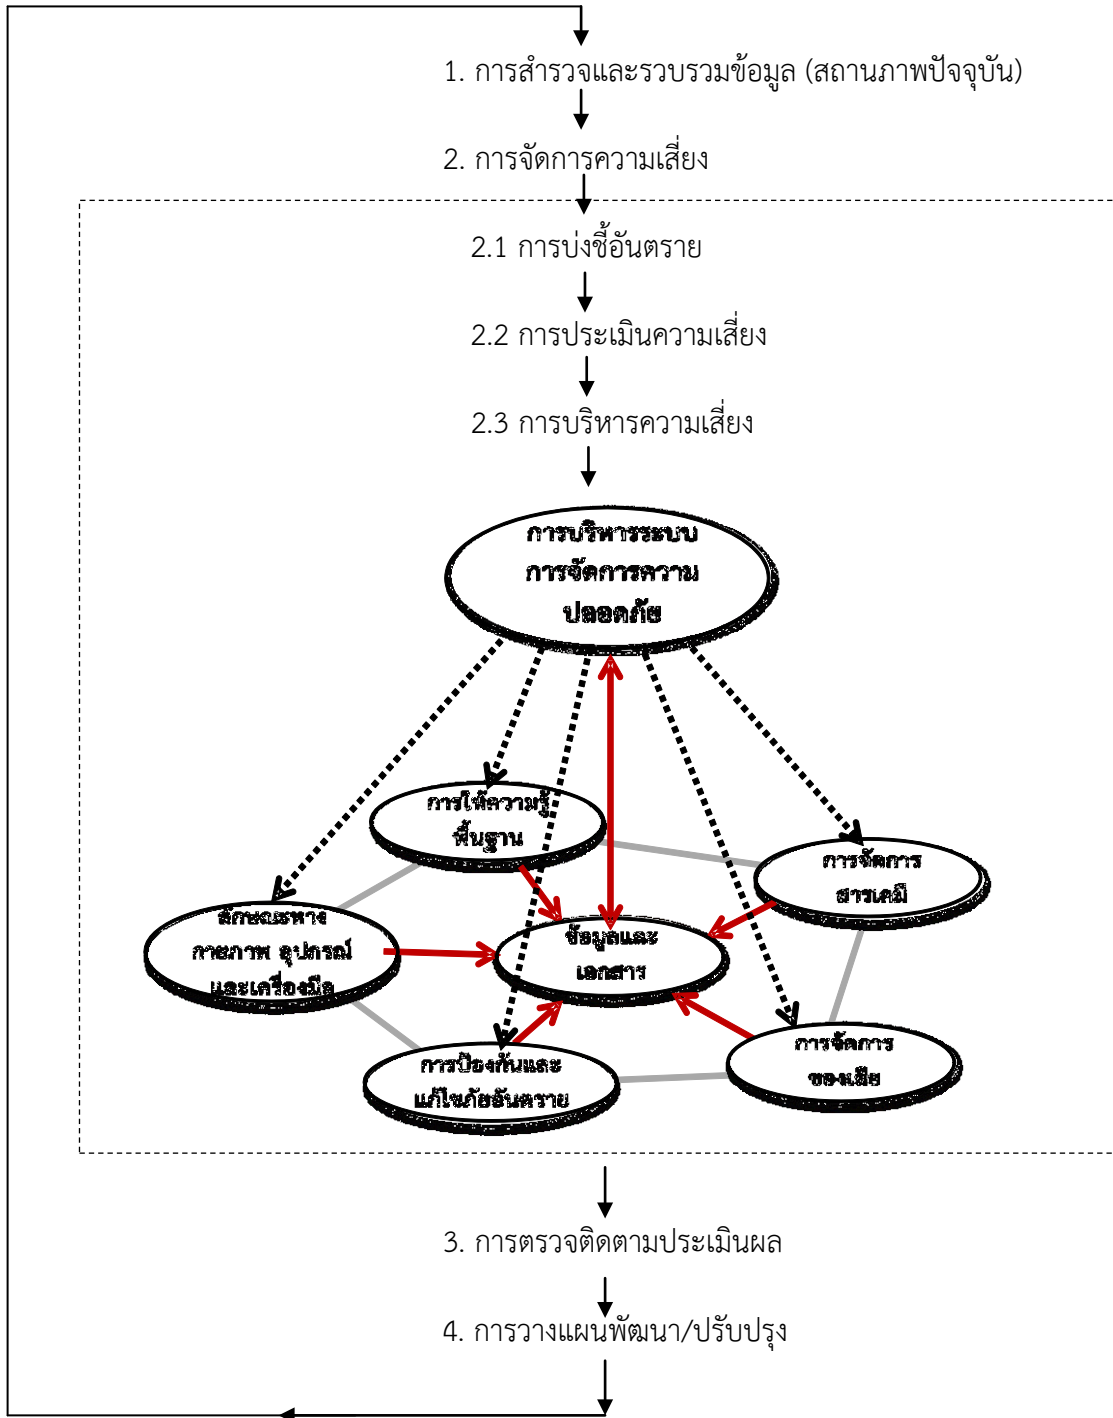 1. การสำรวจและรวบรวมข้อมูล (สถานภาพปัจจุบัน)
2. การจัดการความเสี่ยง
2.1 การบ่งชี้อันตราย
2.2 การประเมินความเสี่ยง
2.3 การบริหารความเสี่ยง
การบริหารระบบ
การจัดการความ
ปลอดภัย
การให้ความรู้
พื้นฐาน
การจัดการ
สารเคมี
ลักษณะทาง
กายภาพ อุปกรณ์
และเครื่องมือ
ข้อมูลและ
เอกสาร
การป้องกันและ
แก้ไขภัยอันตราย
การจัดการ
ของเสีย
3. การตรวจติดตามประเมินผล
4. การวางแผนพัฒนา/ปรับปรุง